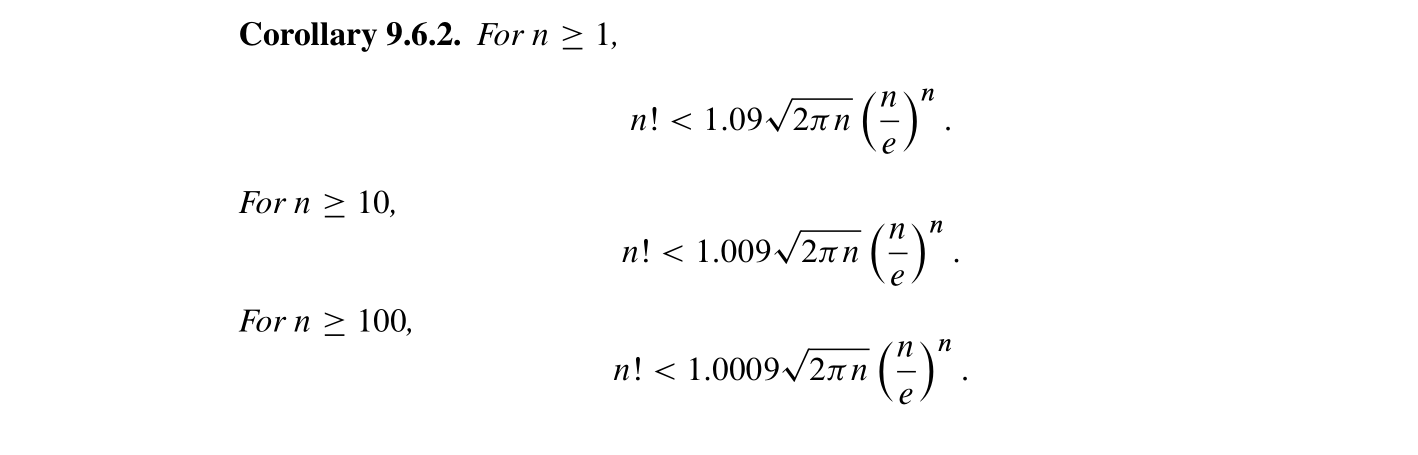 Corollary 9.6.2. For n ≥ 1,
n! < 1.09√(2πn) (n/e)^n .
For n ≥ 10,
n! < 1.009√(2πn) (n/e)^n .
For n ≥ 100,
n! < 1.0009√(2πn) (n/e)^n .